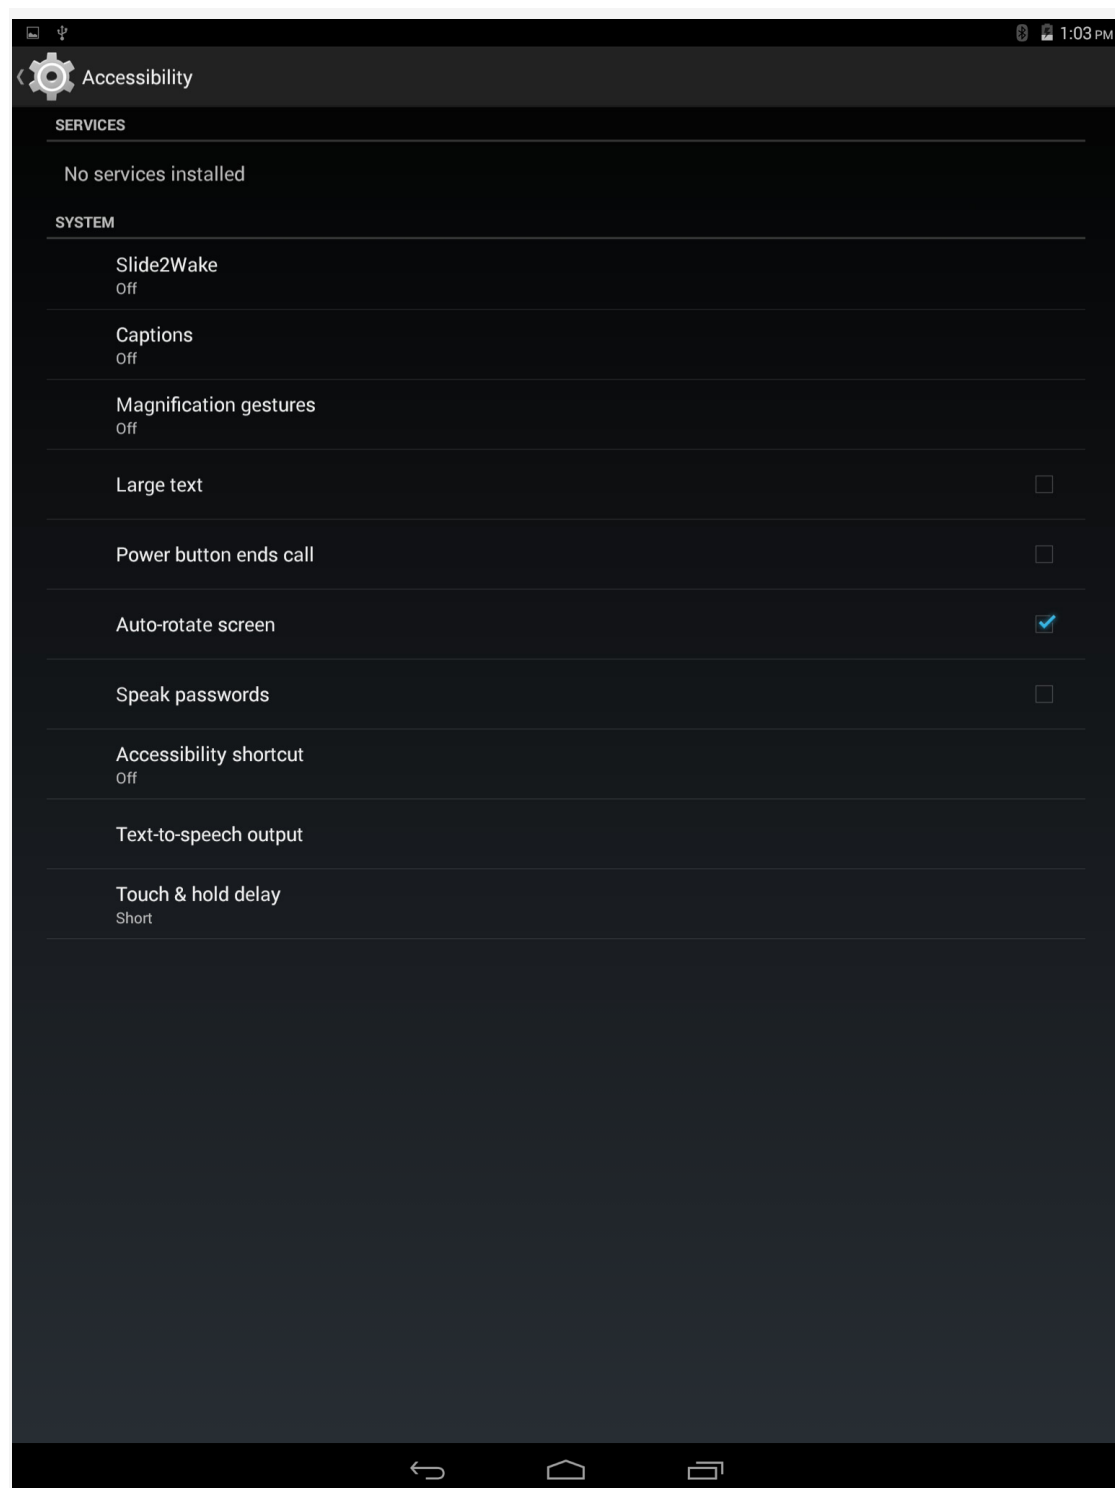 1:03 PM
Accessibility
SERVICES
No services installed
SYSTEM
Slide2Wake
Off
Captions
Off
Magnification gestures
Off
Large text
Power button ends call
Auto-rotate screen
Speak passwords
Accessibility shortcut
Off
Text-to-speech output
Touch & hold delay
Short